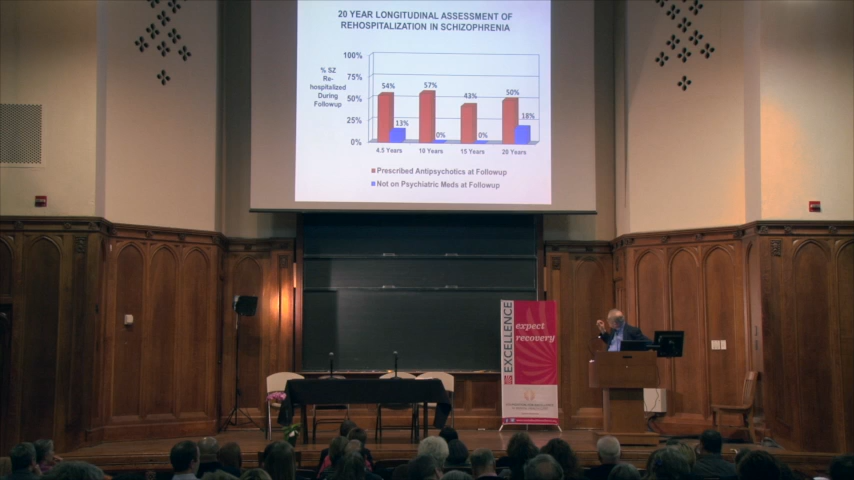 20 YEAR LONGITUDINAL ASSESSMENT OF
REHOSPITALIZATION IN SCHIZOPHRENIA
% SZ
Re-
hospitalized
During
Followup
100%
75%
50%
25%
0%
54%
13%
57%
0%
43%
0%
50%
18%
4.5 Years
10 Years
15 Years
20 Years
Prescribed Antipsychotics at Followup
Not on Psychiatric Meds at Followup
EXCELLENCE
expect
recovery